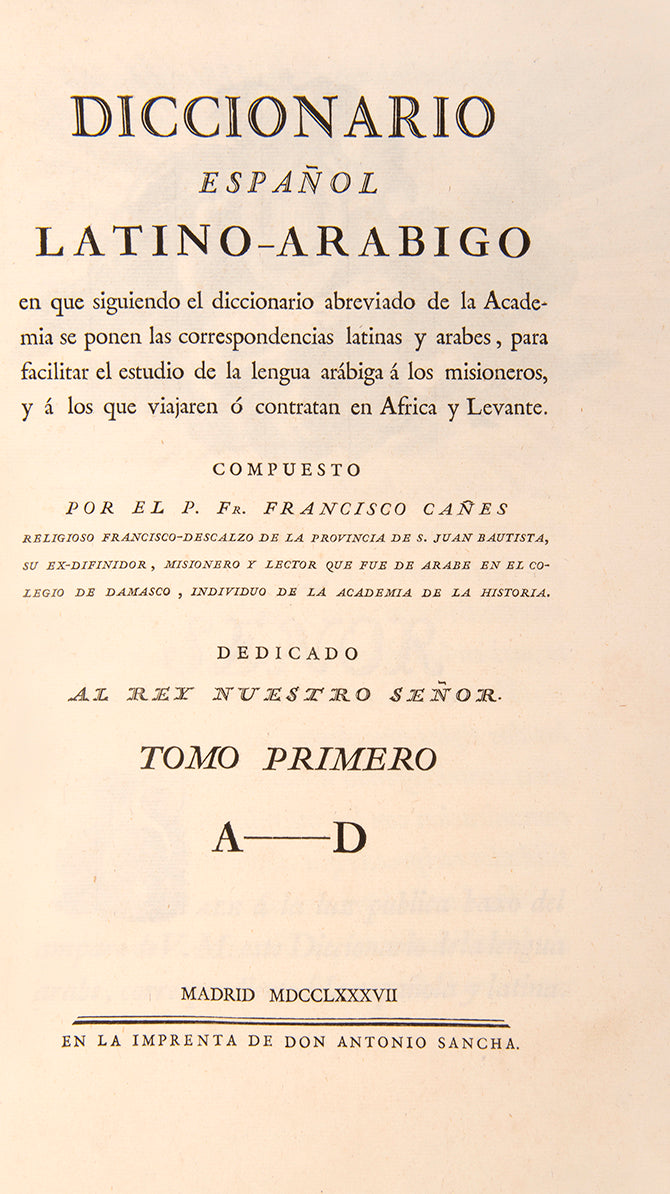 DICCIONARIO
ESPAÑOL
LATINO-ARABIGO
en que siguiendo el diccionario abreviado de la Acade-
mia se ponen las correspondencias latinas y arabes, para
facilitar el estudio de la lengua arábiga á los misioneros,
y á los que viajaren ó contratan en Africa y Levante.
COMPUESTO
POR EL P. FR. FRANCISCO CAÑES
RELIGIOSO FRANCISCO-DESCALZO DE LA PROVINCIA DE S. JUAN BAUTISTA,
SU EX-DIFINIDOR, MISIONERO Y LECTOR QUE FUE DE ARABE EN EL CO-
LEGIO DE DAMASCO, INDIVIDUO DE LA ACADEMIA DE LA HISTORIA.
DEDICADO
AL REY NUESTRO SEÑOR.
TOMO PRIMERO
A——D
MADRID MDCCLXXXVII
EN LA IMPRENTA DE DON ANTONIO SANCHA.